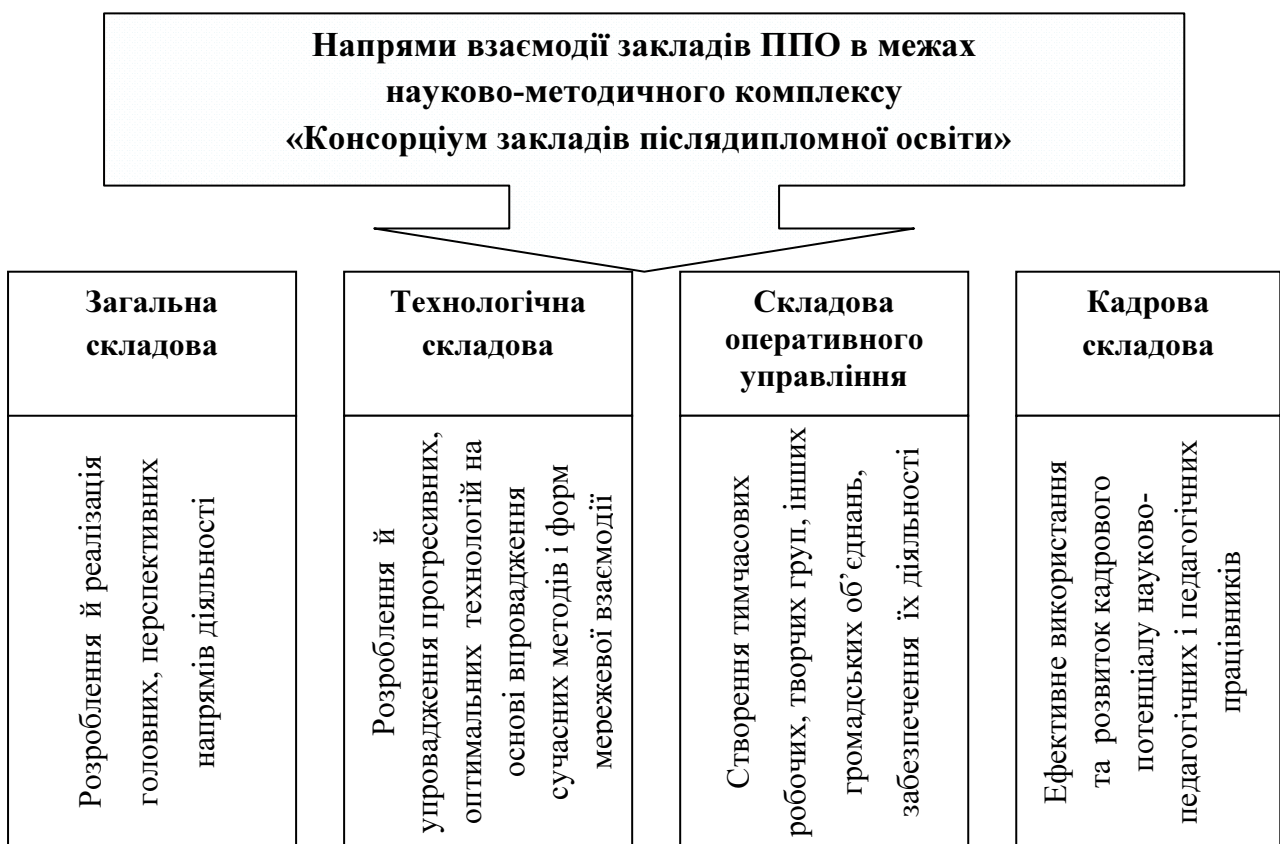 Напрями взаємодії закладів ППО в межах
науково-методичного комплексу
«Консорціум закладів післядипломної освіти»
Загальна
складова
Розроблення й реалізація
головних, перспективних
напрямів діяльності
Технологічна
складова
Розроблення й
упровадження прогресивних,
оптимальних технологій на
основі впровадження
сучасних методів і форм
мережевої взаємодії
Складова
оперативного
управління
Створення тимчасових
робочих, творчих груп, інших
громадських об’єднань,
забезпечення їх діяльності
Кадрова
складова
Ефективне використання
та розвиток кадрового
потенціалу науково-
педагогічних і педагогічних
працівників